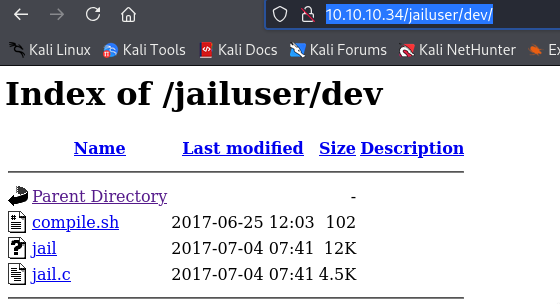 10.10.10.34/jailuser/dev/
Kali Linux Kali Tools Kali Docs Kali Forums Kali NetHunter
Index of /jailuser/dev
Name Last modified Size Description
Parent Directory -
compile.sh 2017-06-25 12:03 102
jail 2017-07-04 07:41 12K
jail.c 2017-07-04 07:41 4.5K